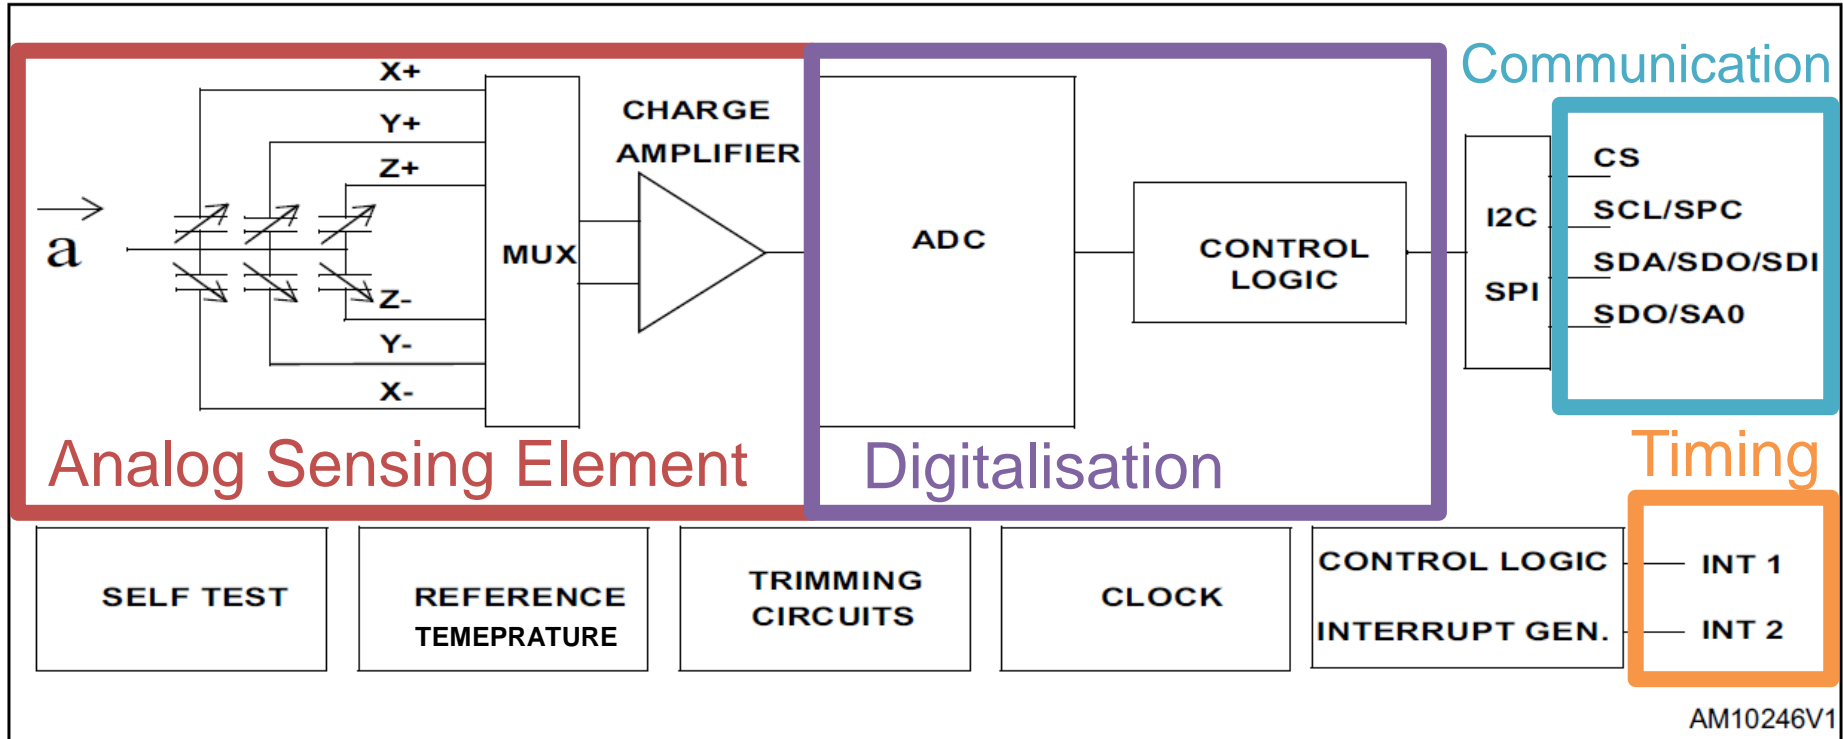 Communication
X+
Y+
Z+
CHARGE
AMPLIFIER
a
MUX
Z-
Y-
X-
ADC
CONTROL
LOGIC
I2C
SPI
CS
SCL/SPC
SDA/SDO/SDI
SDO/SA0
Analog Sensing Element
Digitalisation
Timing
SELF TEST
REFERENCE
TEMEPRATURE
TRIMMING
CIRCUITS
CLOCK
CONTROL LOGIC
INTERRUPT GEN.
INT 1
INT 2
AM10246V1